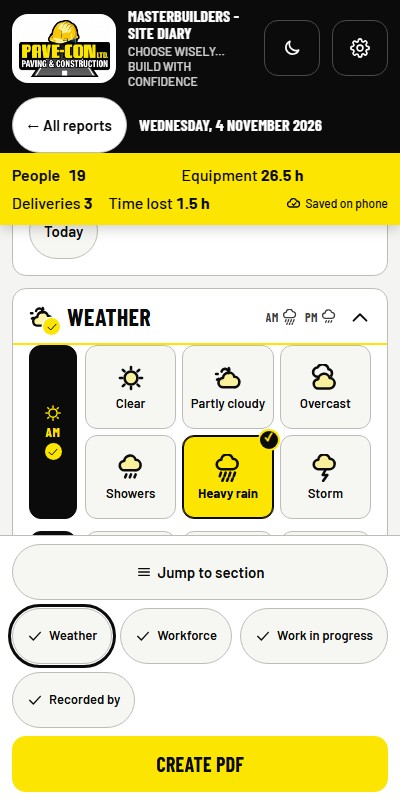 PAVE-CON LTD.
PAVING & CONSTRUCTION
MASTERBUILDERS -
SITE DIARY
CHOOSE WISELY...
BUILD WITH
CONFIDENCE
← All reports
WEDNESDAY, 4 NOVEMBER 2026
People 19
Equipment 26.5 h
Deliveries 3
Time lost 1.5 h
Saved on phone
Today
WEATHER
AM
PM
AM
Clear
Partly cloudy
Overcast
Showers
Heavy rain
Storm
Jump to section
Weather
Workforce
Work in progress
Recorded by
CREATE PDF